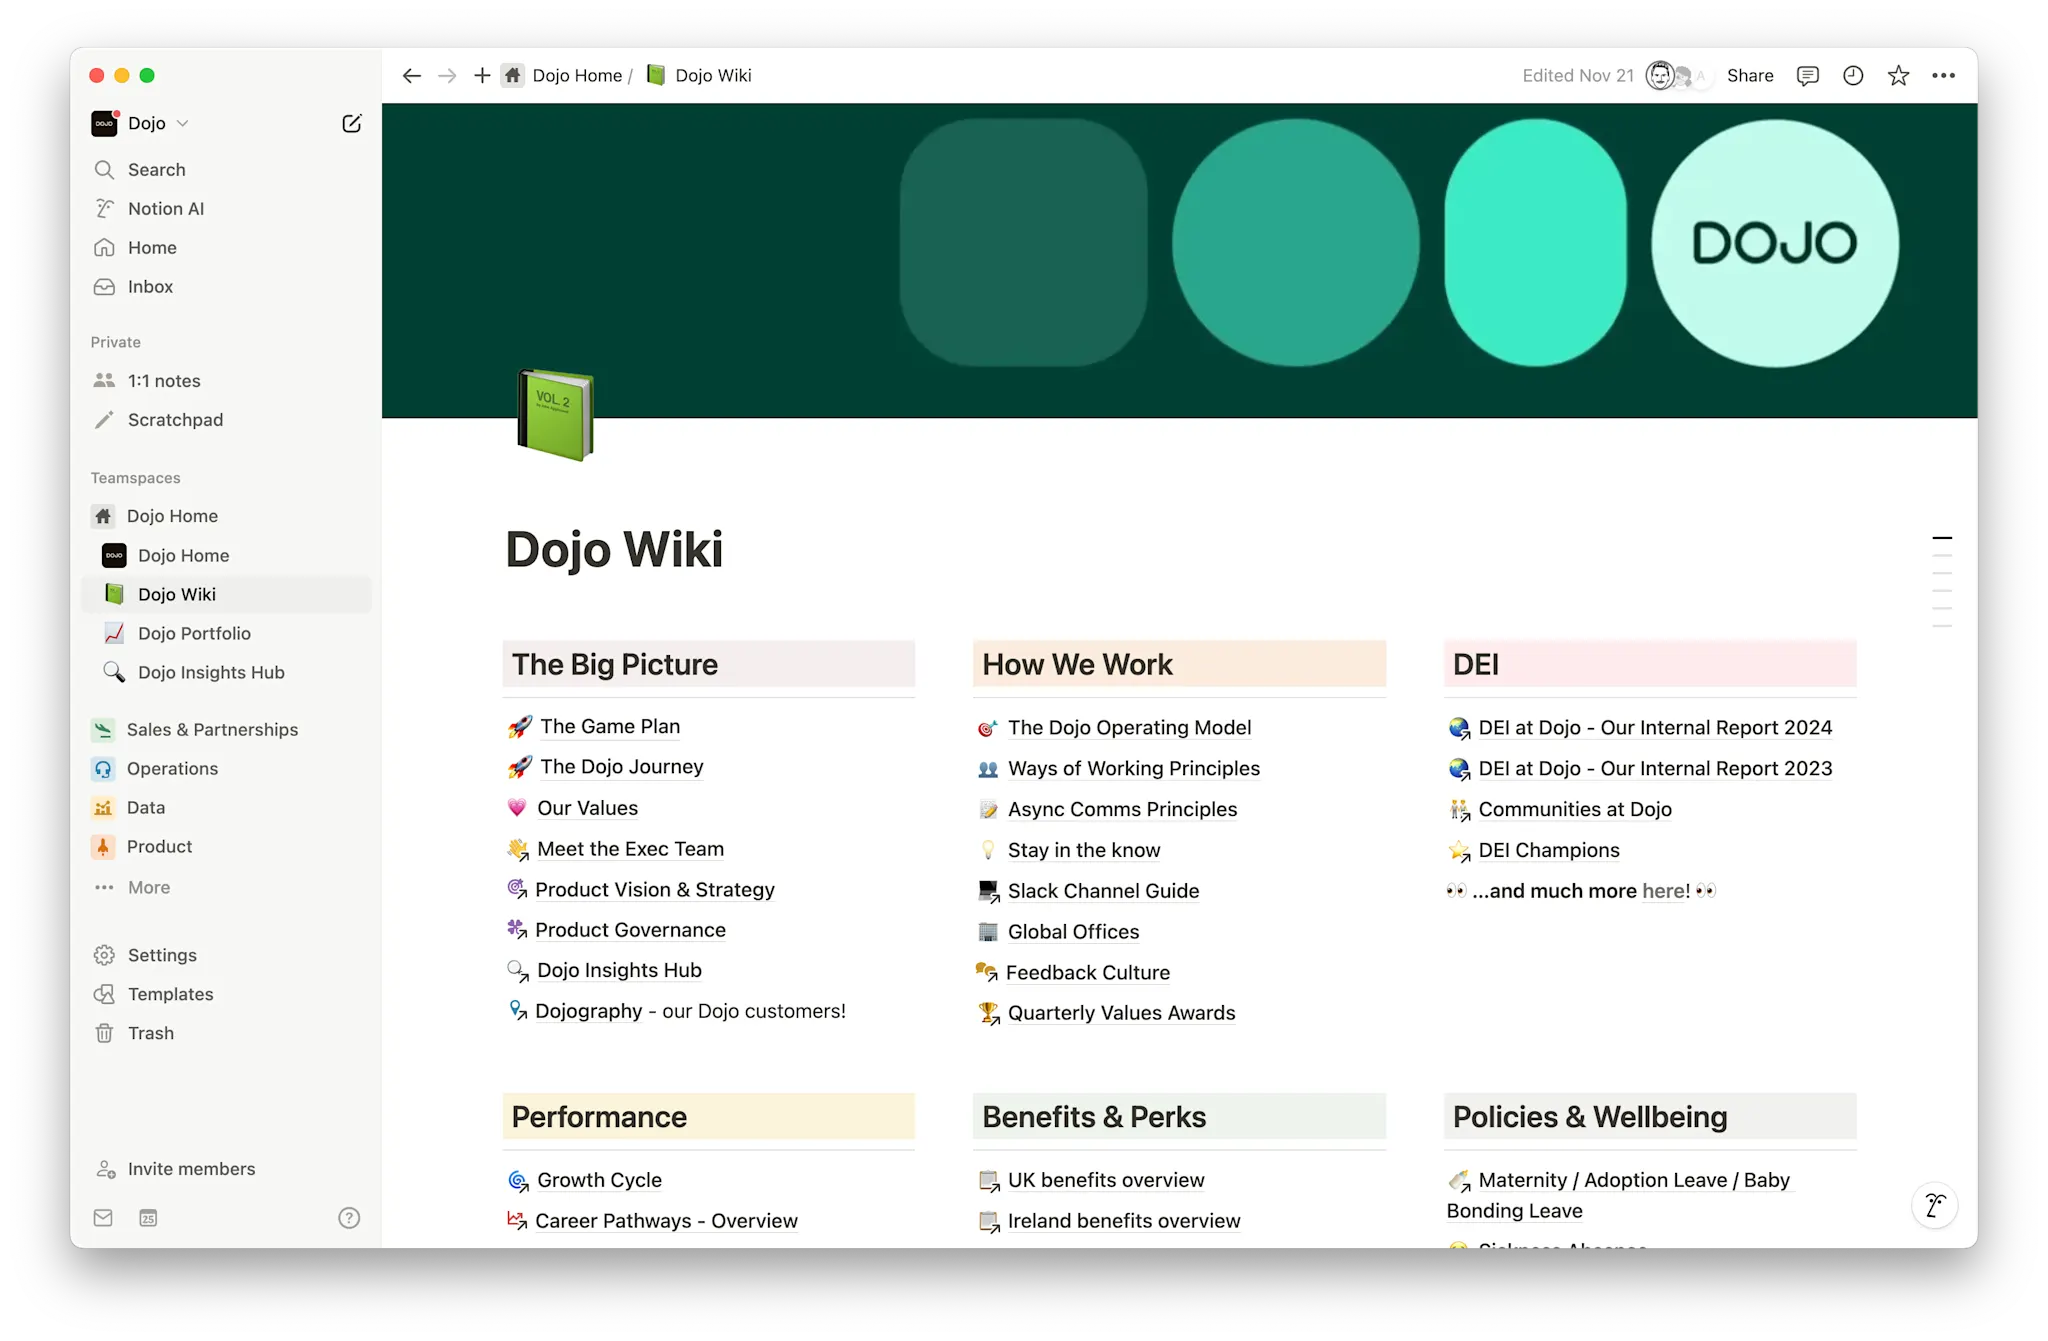 Dojo Home / Dojo Wiki
Edited Nov 21
A
Share
DOJO
Dojo
Search
Notion AI
Home
Inbox
Private
1:1 notes
Scratchpad
Teamspaces
Dojo Home
DOJO
Dojo Home
Dojo Wiki
Dojo Portfolio
Dojo Insights Hub
Sales & Partnerships
Operations
Data
Product
More
Settings
Templates
Trash
Invite members
25
?
DOJO
VOL. 2
Dojo Wiki
The Big Picture
The Game Plan
The Dojo Journey
Our Values
Meet the Exec Team
Product Vision & Strategy
Product Governance
Dojo Insights Hub
Dojography - our Dojo customers!
How We Work
The Dojo Operating Model
Ways of Working Principles
Async Comms Principles
Stay in the know
Slack Channel Guide
Global Offices
Feedback Culture
Quarterly Values Awards
DEI
DEI at Dojo - Our Internal Report 2024
DEI at Dojo - Our Internal Report 2023
Communities at Dojo
DEI Champions
👀 ...and much more here! 👀
Performance
Growth Cycle
Career Pathways - Overview
Benefits & Perks
UK benefits overview
Ireland benefits overview
Policies & Wellbeing
Maternity / Adoption Leave / Baby
Bonding Leave
Sickness Absence